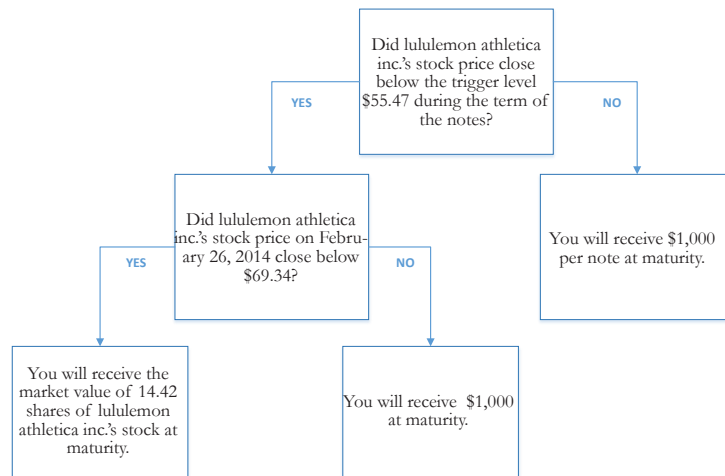 Did lululemon athletica
inc.'s stock price close
below the trigger level
$55.47 during the term of
the notes?
YES
NO
Did lululemon athletica
inc.'s stock price on Febru-
ary 26, 2014 close below
$69.34?
You will receive $1,000
per note at maturity.
YES
NO
You will receive the
market value of 14.42
shares of lululemon
athletica inc.'s stock at
maturity.
You will receive $1,000
at maturity.